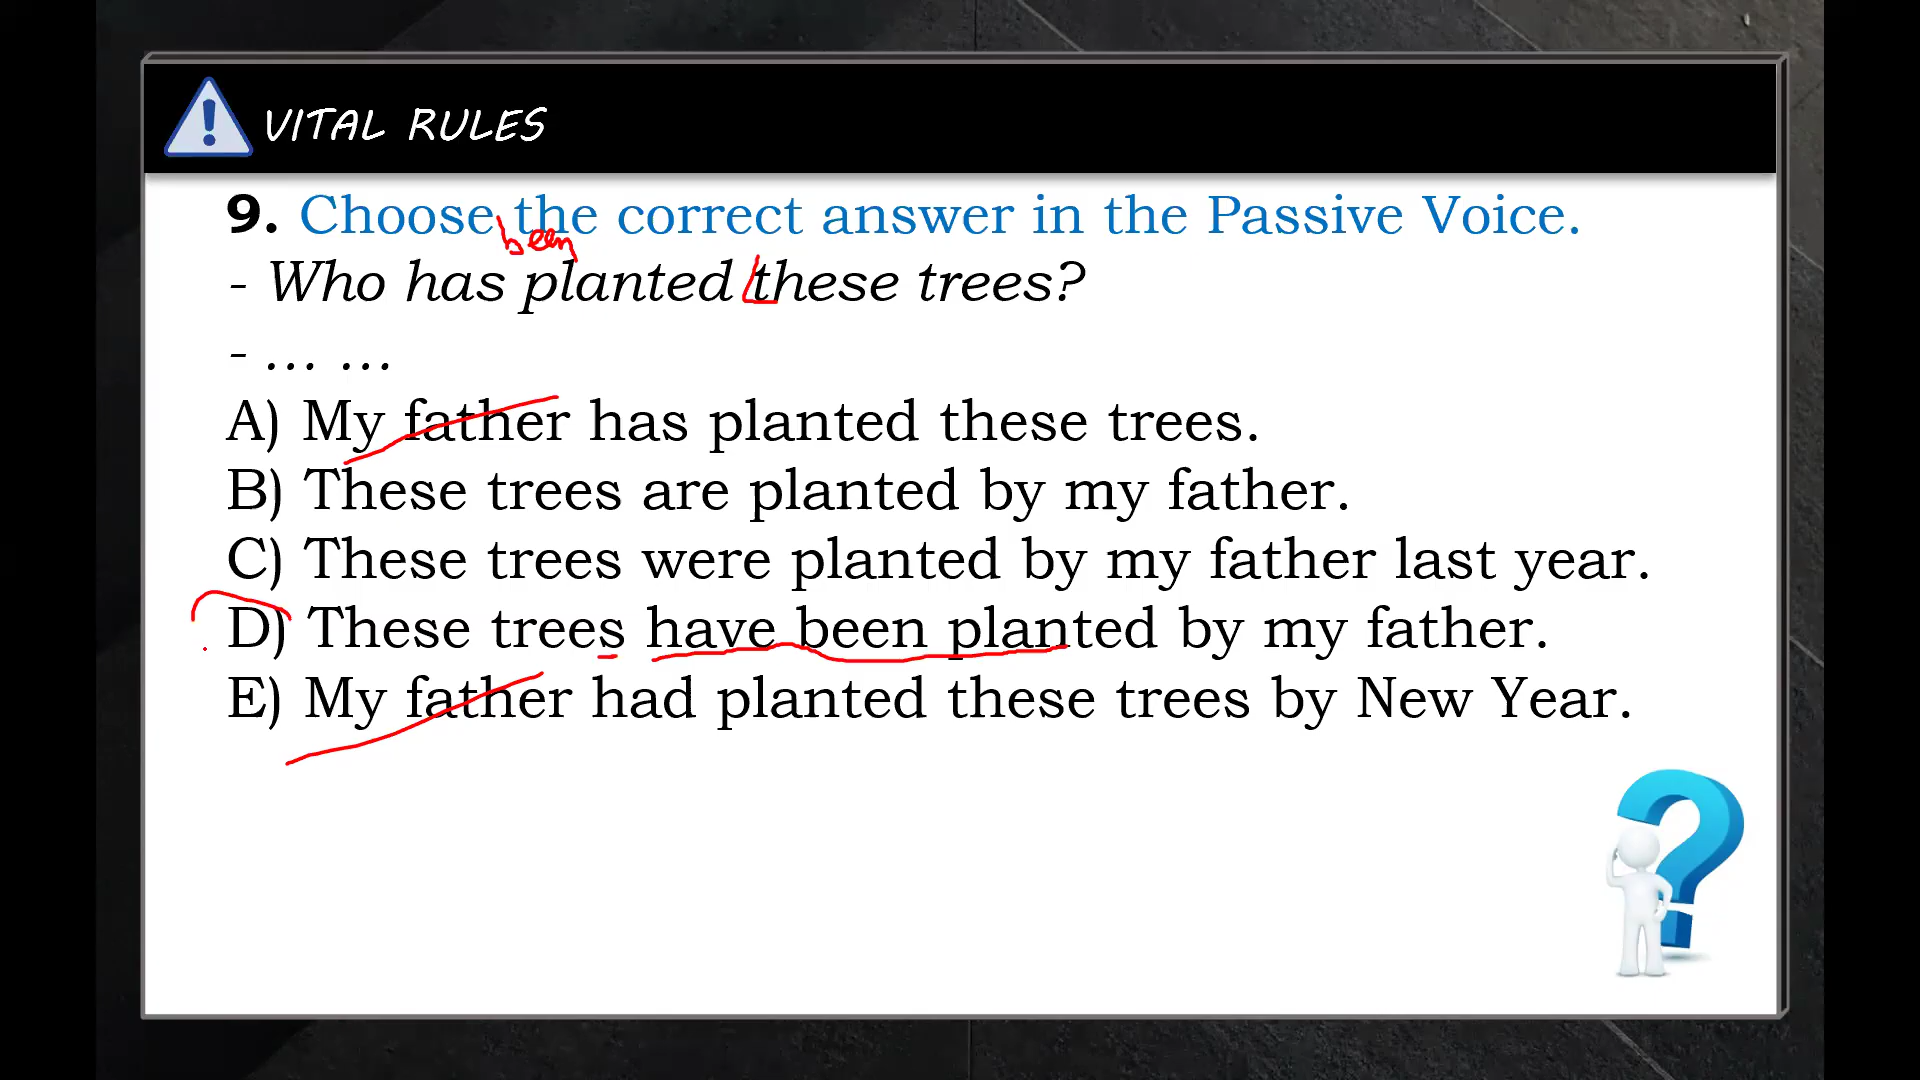 VITAL RULES
9. Choose the correct answer in the Passive Voice.
been
- Who has planted these trees?
- ... ...
A) My father has planted these trees.
B) These trees are planted by my father.
C) These trees were planted by my father last year.
D) These trees have been planted by my father.
E) My father had planted these trees by New Year.